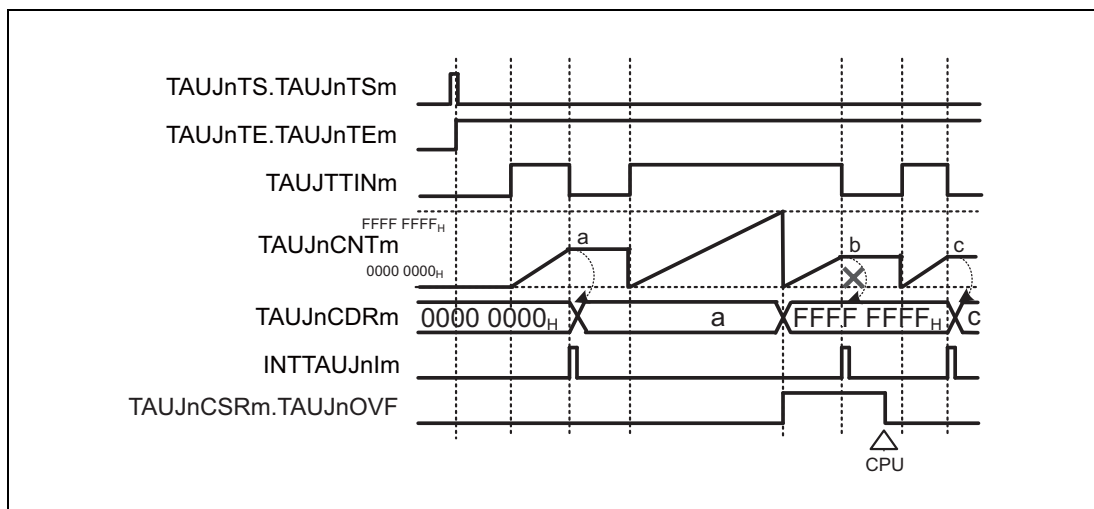 TAUJnTS.TAUJnTSm
TAUJnTE.TAUJnTEm
TAUJTTINm
FFFF FFFFH
TAUJnCNTm
0000 0000H
a
b
c
TAUJnCDRm
0000 0000H
a
FFFF FFFFH
c
INTTAUJnIm
TAUJnCSRm.TAUJnOVF
CPU